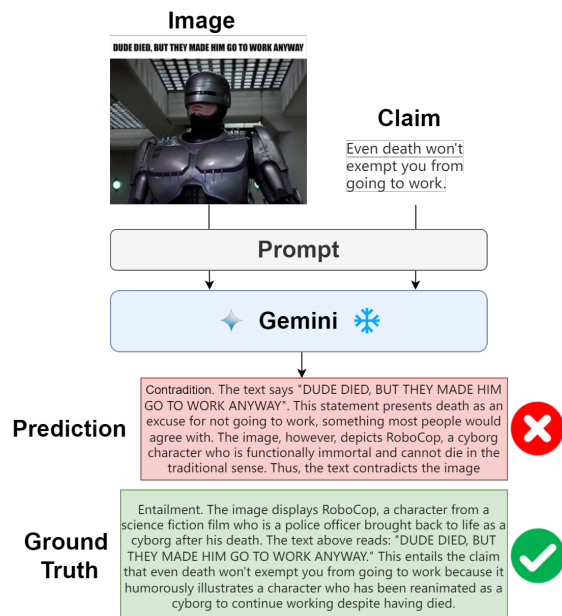 Image
DUDE DIED, BUT THEY MADE HIM GO TO WORK ANYWAY
Claim
Even death won't
exempt you from
going to work.
Prompt
Gemini
Prediction
Contradition. The text says "DUDE DIED, BUT THEY MADE HIM
GO TO WORK ANYWAY". This statement presents death as an
excuse for not going to work, something most people would
agree with. The image, however, depicts RoboCop, a cyborg
character who is functionally immortal and cannot die in the
traditional sense. Thus, the text contradicts the image
Ground
Truth
Entailment. The image displays RoboCop, a character from a
science fiction film who is a police officer brought back to life as a
cyborg after his death. The text above reads: "DUDE DIED, BUT
THEY MADE HIM GO TO WORK ANYWAY." This entails the claim
that even death won't exempt you from going to work because it
humorously illustrates a character who has been reanimated as a
cyborg to continue working despite having died.